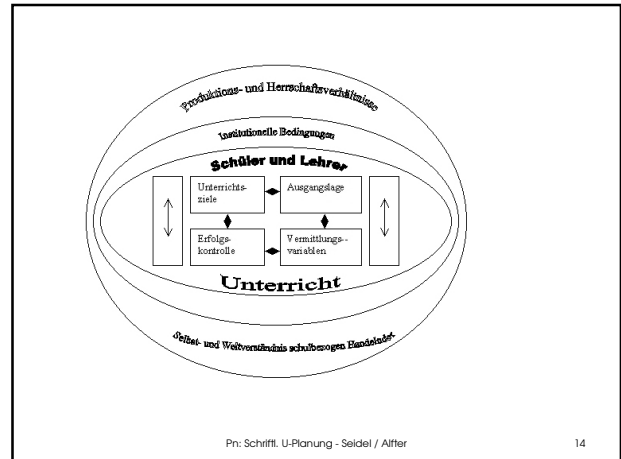 Produktions- und Herrschaftsverhältnisse
Institutionelle Bedingungen
Schüler und Lehrer
Unterrichts-
ziele
Ausgangslage
Erfolgs-
kontrolle
Vermittlungs--
variablen
Unterricht
Selbst- und Weltverständnis schulbezogen Handelnder
Pn: Schriftl. U-Planung - Seidel / Alfter
14